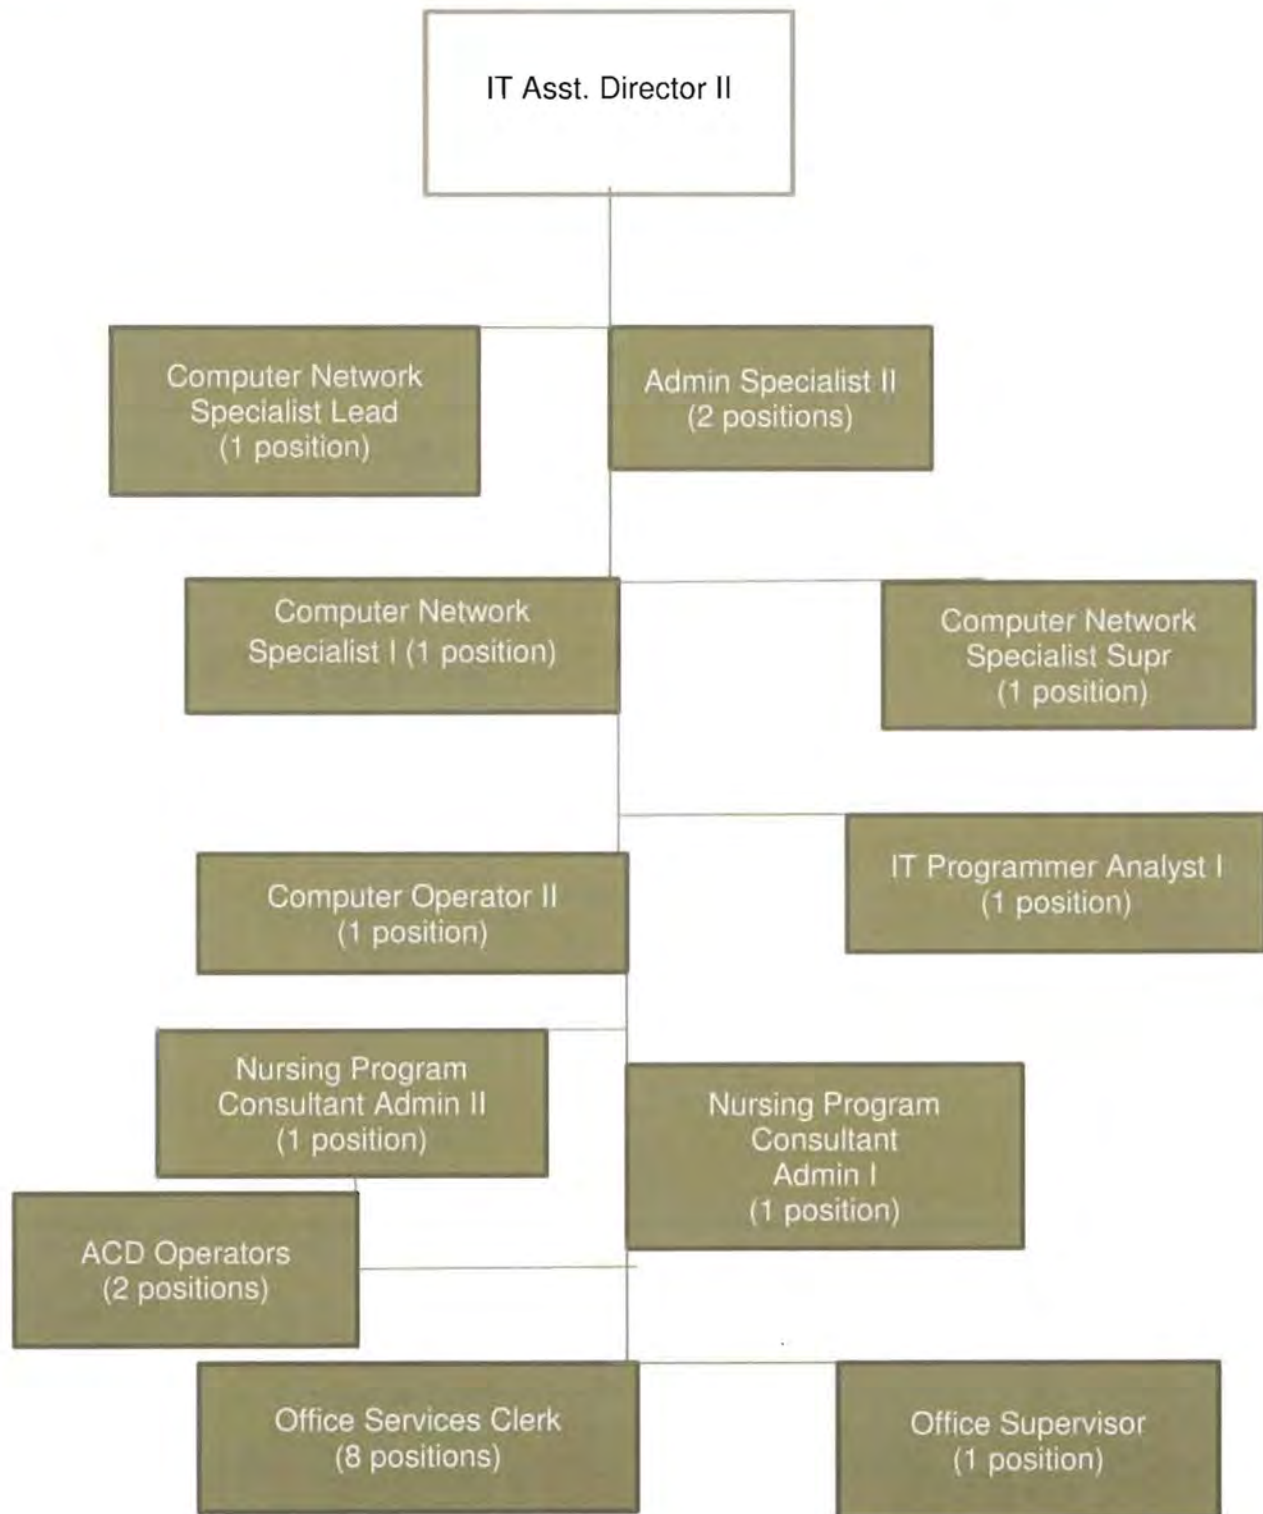 IT Asst. Director II
Computer Network
Specialist Lead
(1 position)
Admin Specialist II
(2 positions)
Computer Network
Specialist I (1 position)
Computer Network
Specialist Supr
(1 position)
IT Programmer Analyst I
(1 position)
Computer Operator II
(1 position)
Nursing Program
Consultant Admin II
(1 position)
Nursing Program
Consultant
Admin I
(1 position)
ACD Operators
(2 positions)
Office Services Clerk
(8 positions)
Office Supervisor
(1 position)